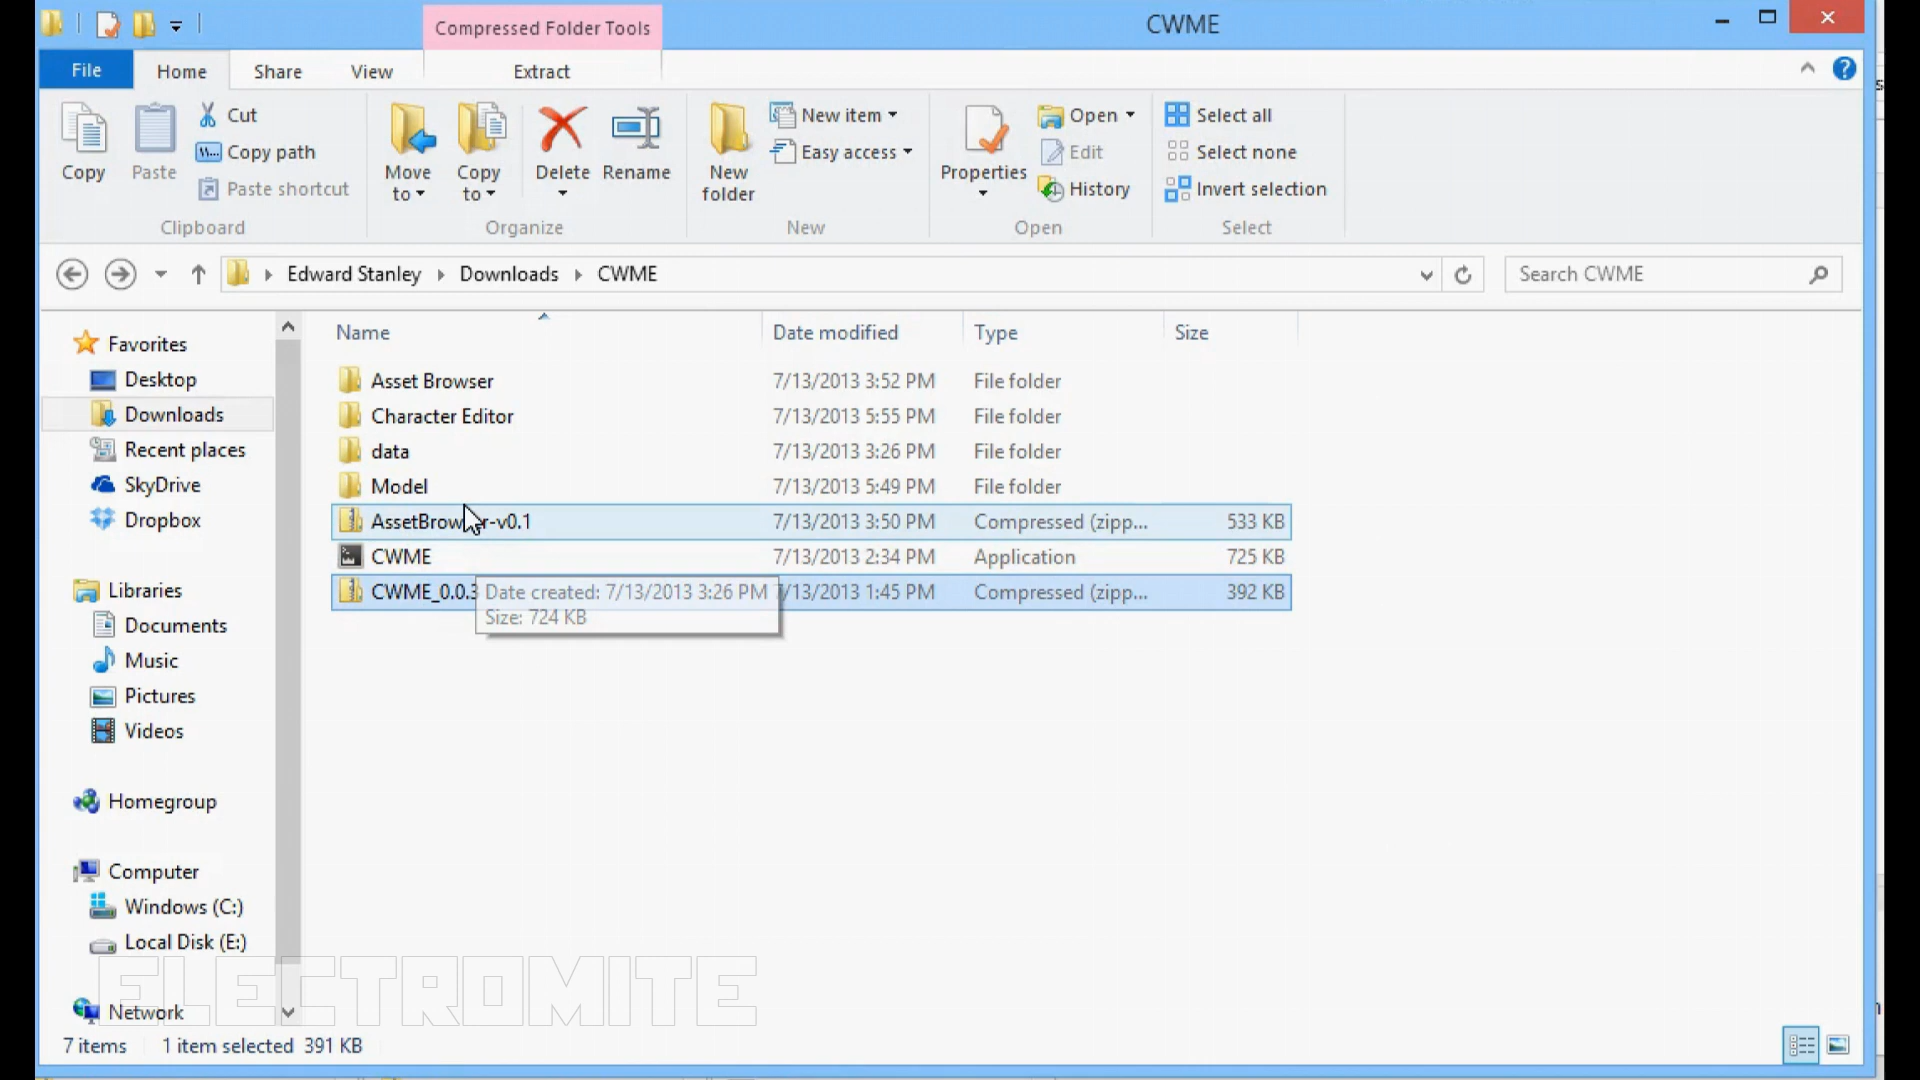 Compressed Folder Tools
CWME
File
Home
Share
View
Extract
Copy
Paste
Cut
Copy path
Paste shortcut
Clipboard
Move to
Copy to
Delete
Rename
Organize
New folder
New item
Easy access
New
Properties
Open
Edit
History
Open
Select all
Select none
Invert selection
Select
Edward Stanley
Downloads
CWME
Search CWME
Favorites
Desktop
Downloads
Recent places
SkyDrive
Dropbox
Libraries
Documents
Music
Pictures
Videos
Homegroup
Computer
Windows (C:)
Local Disk (E:)
Network
Name Date modified Type Size
Asset Browser 7/13/2013 3:52 PM File folder
Character Editor 7/13/2013 5:55 PM File folder
data 7/13/2013 3:26 PM File folder
Model 7/13/2013 5:49 PM File folder
AssetBrowser-v0.1 7/13/2013 3:50 PM Compressed (zipp... 533 KB
CWME 7/13/2013 2:34 PM Application 725 KB
CWME_0.0.3 7/13/2013 1:45 PM Compressed (zipp... 392 KB
Date created: 7/13/2013 3:26 PM
Size: 724 KB
ELECTROMITE
7 items 1 item selected 391 KB